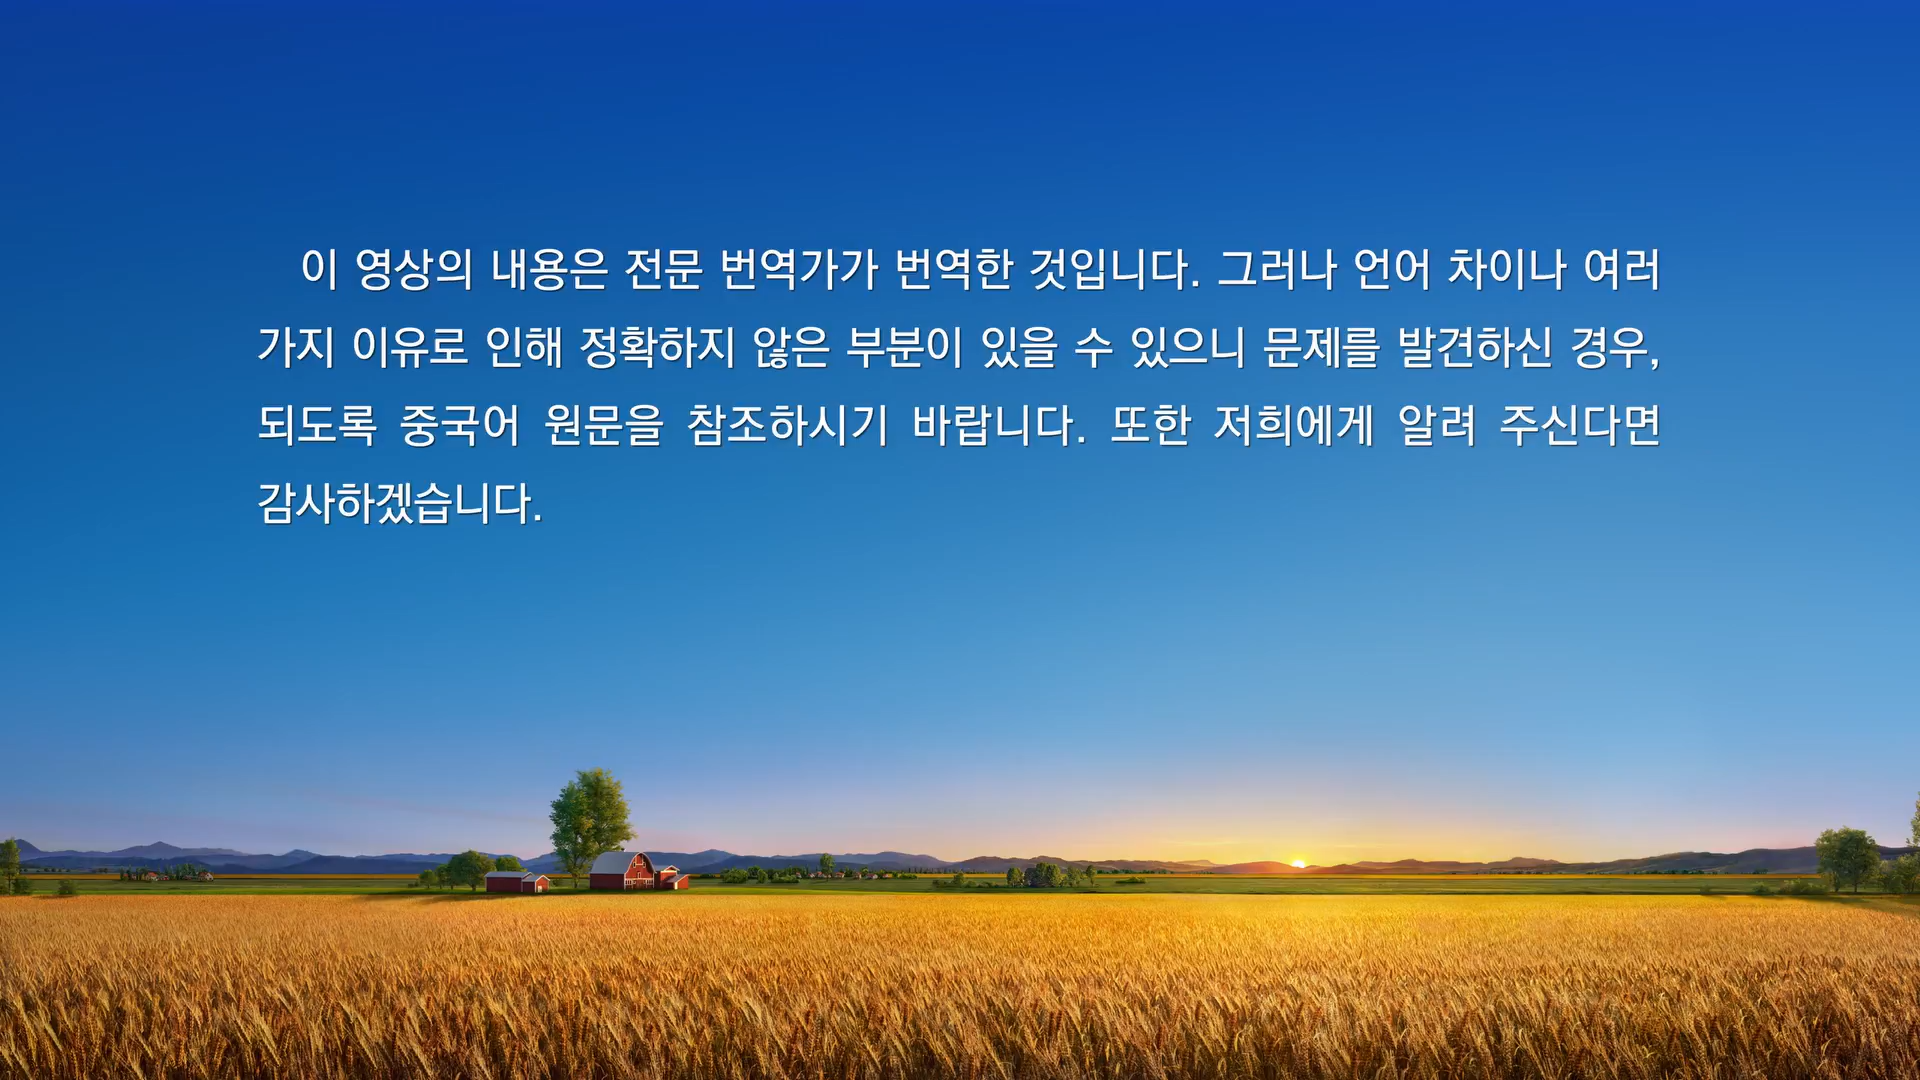 이 영상의 내용은 전문 번역가가 번역한 것입니다. 그러나 언어 차이나 여러
가지 이유로 인해 정확하지 않은 부분이 있을 수 있으니 문제를 발견하신 경우,
되도록 중국어 원문을 참조하시기 바랍니다. 또한 저희에게 알려 주신다면
감사하겠습니다.